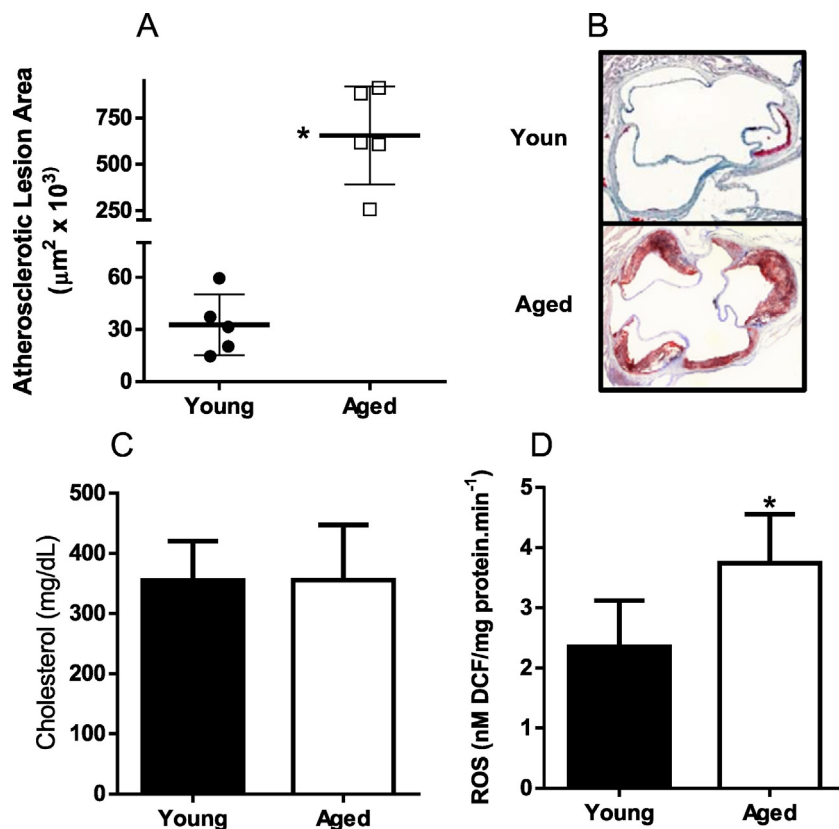 A
Atherosclerotic Lesion Area
(μm² x 10³)
750
500
250
60
30
0
*
Young
Aged
B
Youn
Aged
C
Cholesterol (mg/dL)
500
400
300
200
100
0
Young
Aged
D
ROS (nM DCF/mg protein.min⁻¹)
5
4
3
2
1
0
*
Young
Aged